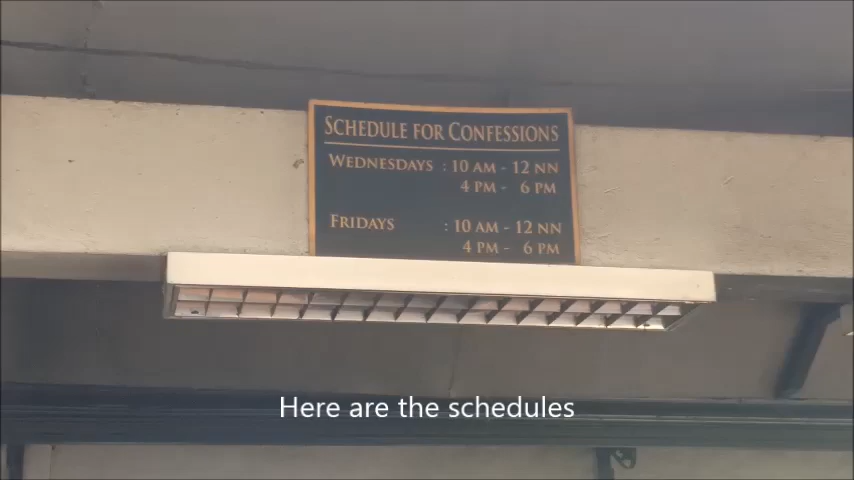 SCHEDULE FOR CONFESSIONS
WEDNESDAYS : 10 AM - 12 NN
4 PM - 6 PM
FRIDAYS : 10 AM - 12 NN
4 PM - 6 PM
Here are the schedules